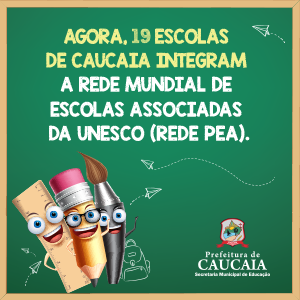 AGORA, 19 ESCOLAS
DE CAUCAIA INTEGRAM
A REDE MUNDIAL DE
ESCOLAS ASSOCIADAS
DA UNESCO (REDE PEA).
Prefeitura de
CAUCAIA
Secretaria Municipal de Educação